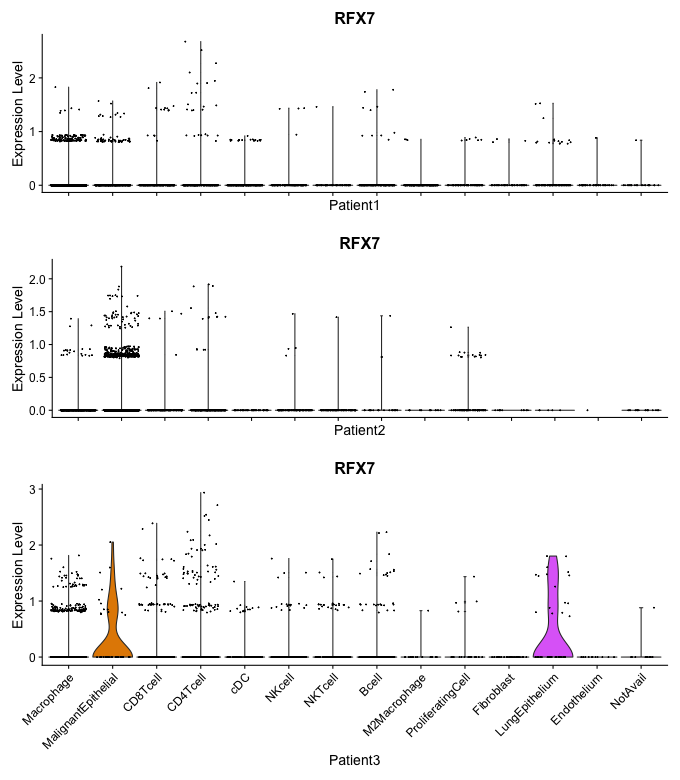 RFX7
Expression Level
2
1
0
Patient1
RFX7
Expression Level
2.0
1.5
1.0
0.5
0.0
Patient2
RFX7
Expression Level
3
2
1
0
Macrophage
MalignantEpithelial
CD8Tcell
CD4Tcell
cDC
NKcell
NKTcell
Bcell
M2Macrophage
ProliferatingCell
Fibroblast
LungEpithelium
Endothelium
NotAvail
Patient3